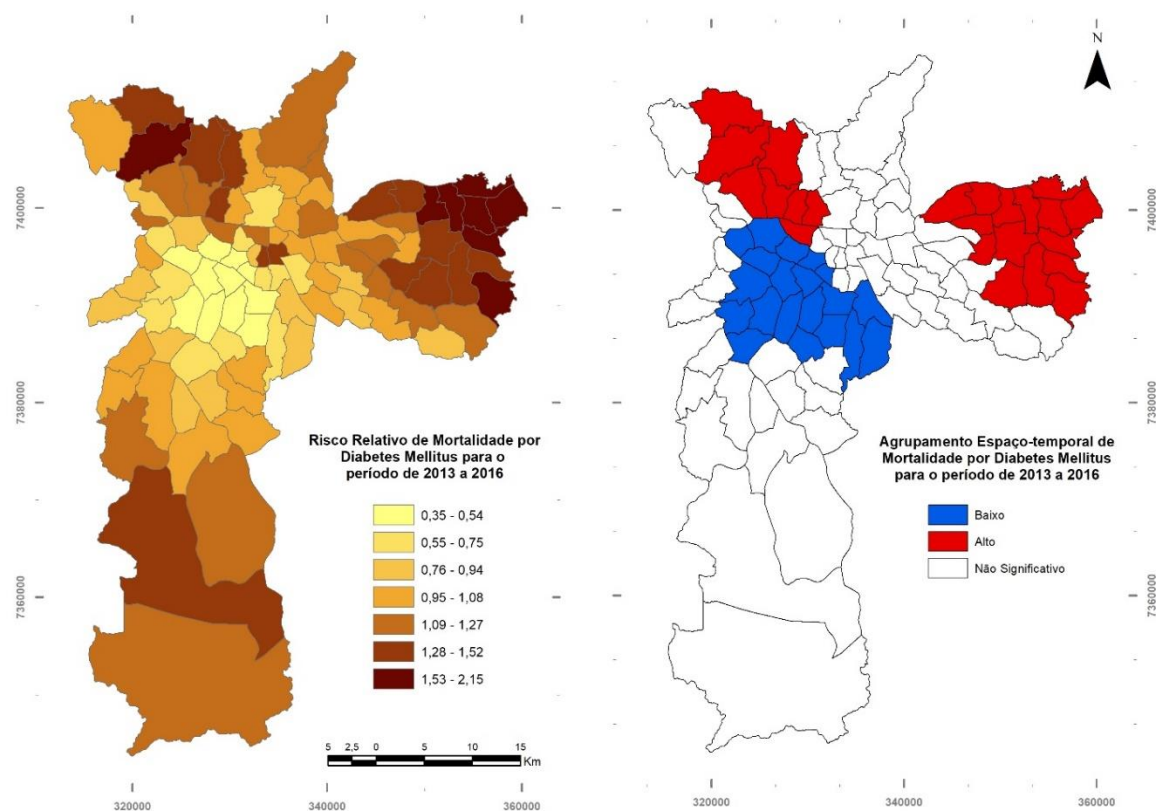 7400000
7380000
7360000
320000
340000
360000
Risco Relativo de Mortalidade por
Diabetes Mellitus para o
período de 2013 a 2016
0,35 - 0,54
0,55 - 0,75
0,76 - 0,94
0,95 - 1,08
1,09 - 1,27
1,28 - 1,52
1,53 - 2,15
5 2,5 0 5 10 15
Km
N
7400000
7380000
7360000
320000
340000
360000
Agrupamento Espaço-temporal de
Mortalidade por Diabetes Mellitus
para o período de 2013 a 2016
Baixo
Alto
Não Significativo